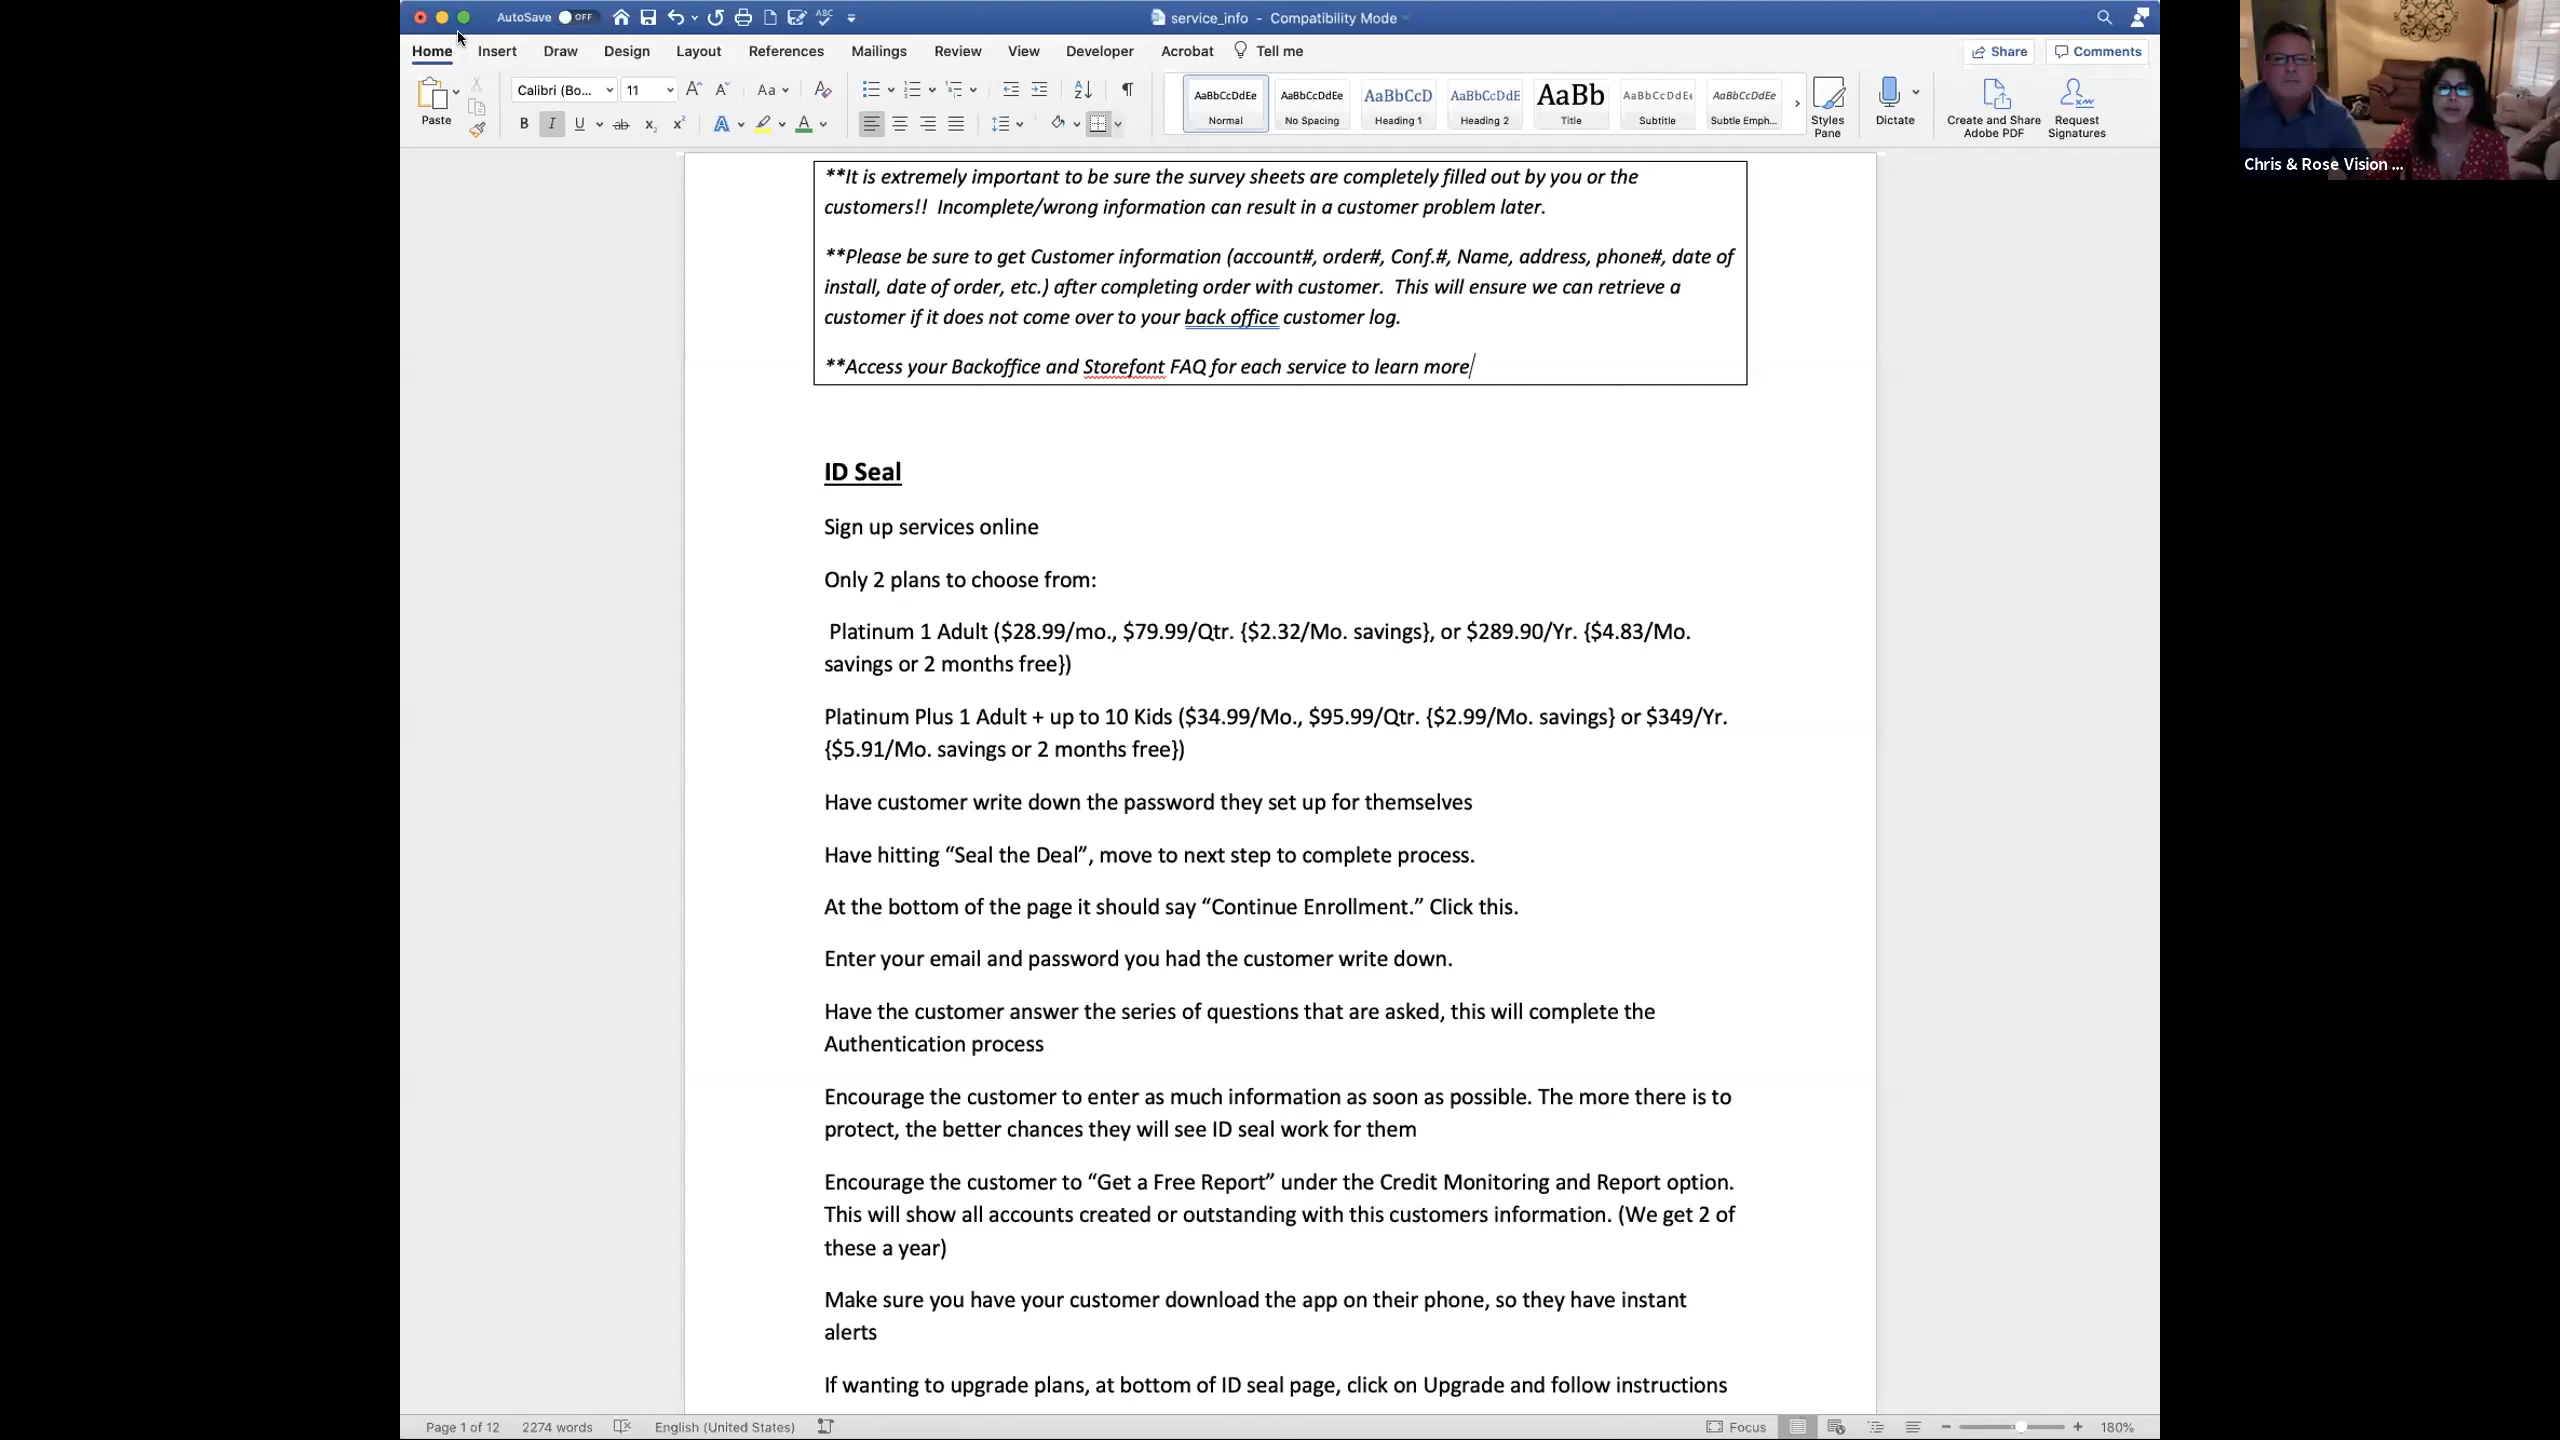 AutoSave OFF
service_info - Compatibility Mode
Home Insert Draw Design Layout References Mailings Review View Developer Acrobat Tell me
Share Comments
Paste
Calibri (Bo... 11
AaBbCcDdEe AaBbCcDdEe AaBbCcD AaBbCcDdE AaBb AaBbCcDdEe AaBbCcDdEe
Normal No Spacing Heading 1 Heading 2 Title Subtitle Subtle Emph...
Styles Pane
Dictate
Create and Share Adobe PDF
Request Signatures
Chris & Rose Vision ...
**It is extremely important to be sure the survey sheets are completely filled out by you or the
customers!! Incomplete/wrong information can result in a customer problem later.
**Please be sure to get Customer information (account#, order#, Conf.#, Name, address, phone#, date of
install, date of order, etc.) after completing order with customer. This will ensure we can retrieve a
customer if it does not come over to your back office customer log.
**Access your Backoffice and Storefont FAQ for each service to learn more
ID Seal
Sign up services online
Only 2 plans to choose from:
Platinum 1 Adult ($28.99/mo., $79.99/Qtr. {$2.32/Mo. savings}, or $289.90/Yr. {$4.83/Mo.
savings or 2 months free})
Platinum Plus 1 Adult + up to 10 Kids ($34.99/Mo., $95.99/Qtr. {$2.99/Mo. savings} or $349/Yr.
{$5.91/Mo. savings or 2 months free})
Have customer write down the password they set up for themselves
Have hitting “Seal the Deal”, move to next step to complete process.
At the bottom of the page it should say “Continue Enrollment.” Click this.
Enter your email and password you had the customer write down.
Have the customer answer the series of questions that are asked, this will complete the
Authentication process
Encourage the customer to enter as much information as soon as possible. The more there is to
protect, the better chances they will see ID seal work for them
Encourage the customer to “Get a Free Report” under the Credit Monitoring and Report option.
This will show all accounts created or outstanding with this customers information. (We get 2 of
these a year)
Make sure you have your customer download the app on their phone, so they have instant
alerts
If wanting to upgrade plans, at bottom of ID seal page, click on Upgrade and follow instructions
Page 1 of 12 2274 words English (United States) Focus 180%